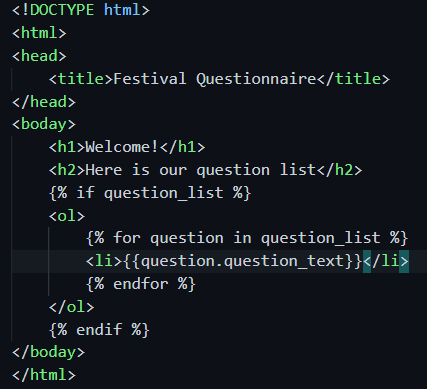 <!DOCTYPE html>
<html>
<head>
    <title>Festival Questionnaire</title>
</head>
<boday>
    <h1>Welcome!</h1>
    <h2>Here is our question list</h2>
    {% if question_list %}
    <ol>
        {% for question in question_list %}
        <li>{{question.question_text}}</li>
        {% endfor %}
    </ol>
    {% endif %}
</boday>
</html>